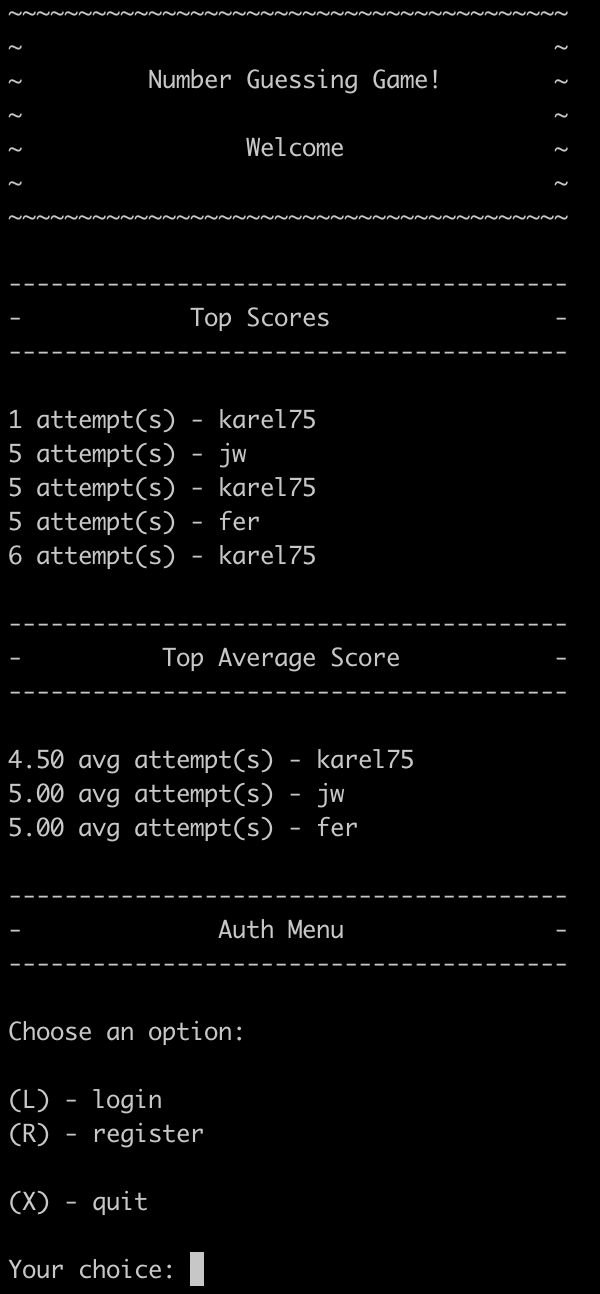 ~~~~~~~~~~~~~~~~~~~~~~~~~~~~~~~~~~~~~~~~
~                                      ~
~         Number Guessing Game!        ~
~                                      ~
~                Welcome               ~
~                                      ~
~~~~~~~~~~~~~~~~~~~~~~~~~~~~~~~~~~~~~~~~

----------------------------------------
-            Top Scores                -
----------------------------------------

1 attempt(s) - karel75
5 attempt(s) - jw
5 attempt(s) - karel75
5 attempt(s) - fer
6 attempt(s) - karel75

----------------------------------------
-          Top Average Score           -
----------------------------------------

4.50 avg attempt(s) - karel75
5.00 avg attempt(s) - jw
5.00 avg attempt(s) - fer

----------------------------------------
-              Auth Menu               -
----------------------------------------

Choose an option:

(L) - login
(R) - register

(X) - quit

Your choice: